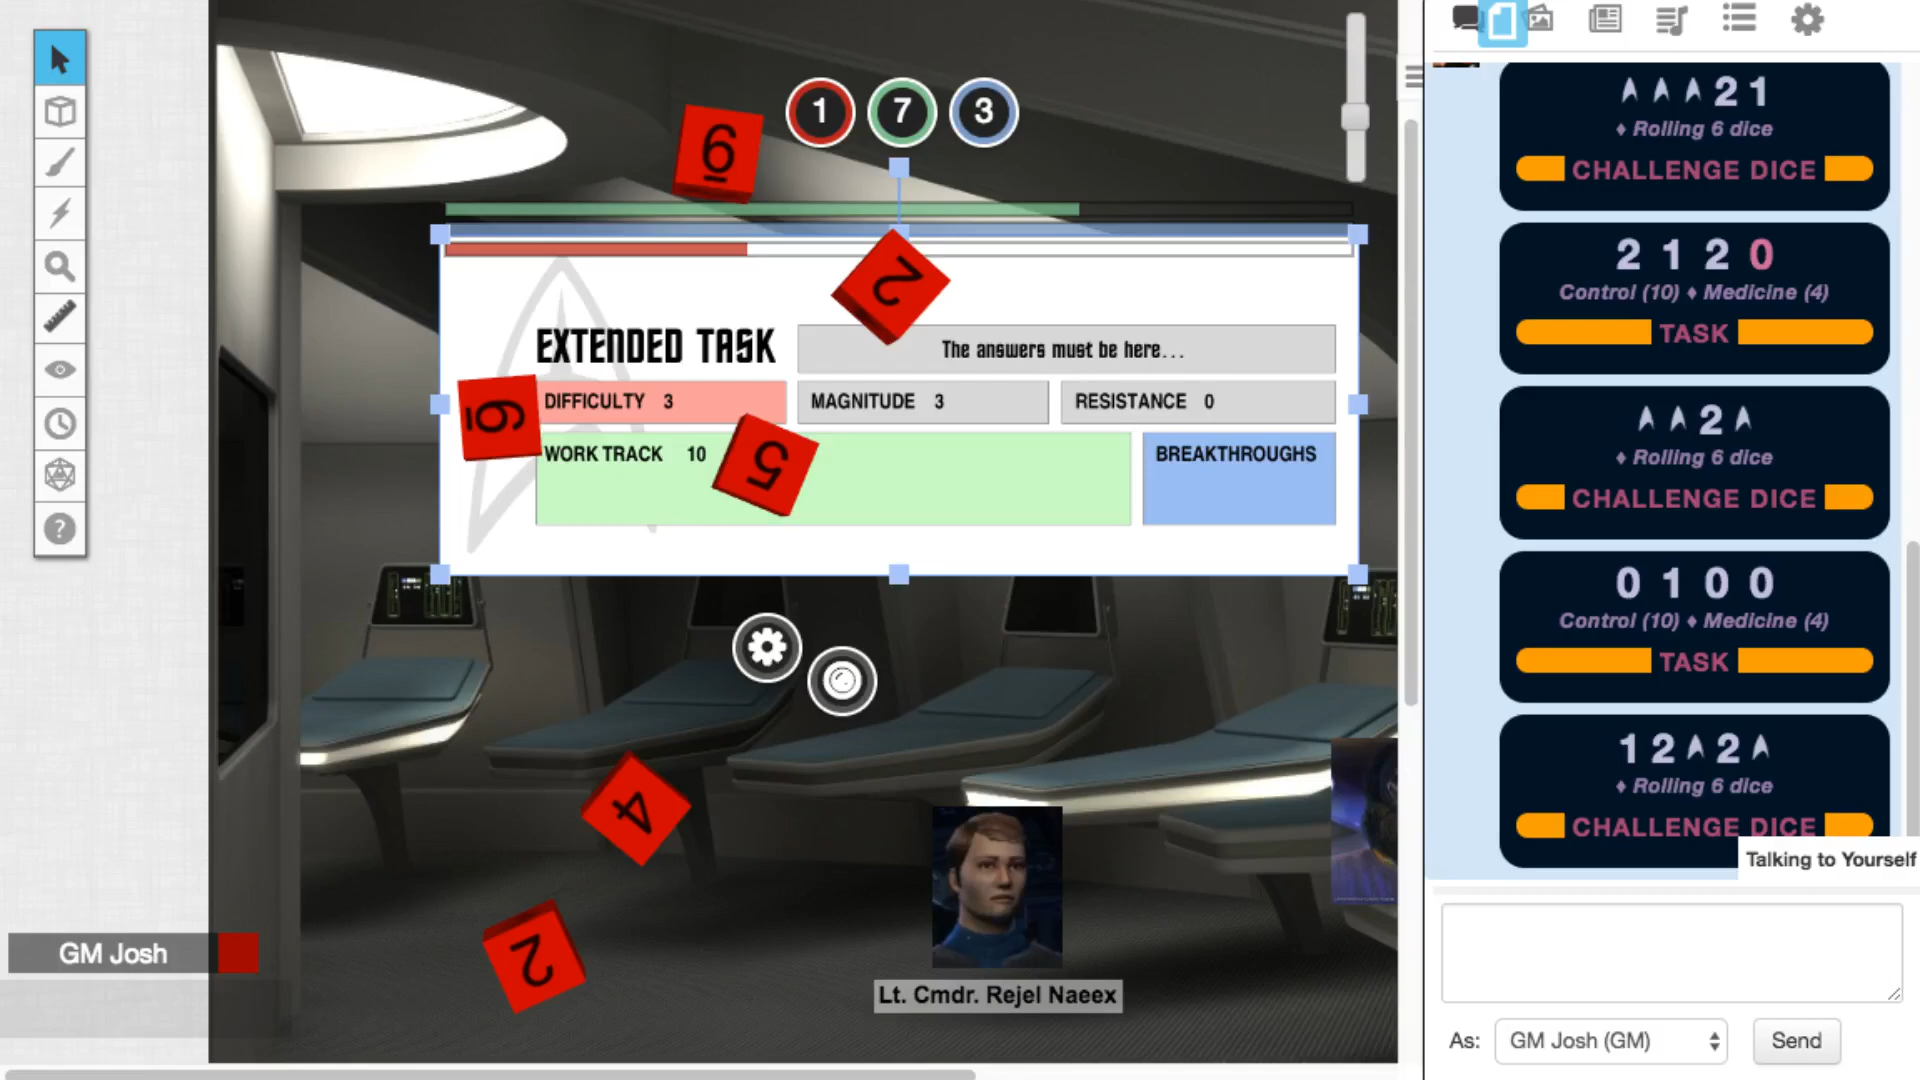 1 7 3
6
2
EXTENDED TASK
The answers must be here...
6
DIFFICULTY 3
MAGNITUDE 3
RESISTANCE 0
WORK TRACK 10
5
BREAKTHROUGHS
4
2
Lt. Cmdr. Rejel Naeex
GM Josh
?
2 1
♦ Rolling 6 dice
CHALLENGE DICE
2 1 2 0
Control (10) ♦ Medicine (4)
TASK
2
♦ Rolling 6 dice
CHALLENGE DICE
0 1 0 0
Control (10) ♦ Medicine (4)
TASK
1 2 2
♦ Rolling 6 dice
CHALLENGE DICE
Talking to Yourself
As: GM Josh (GM) Send